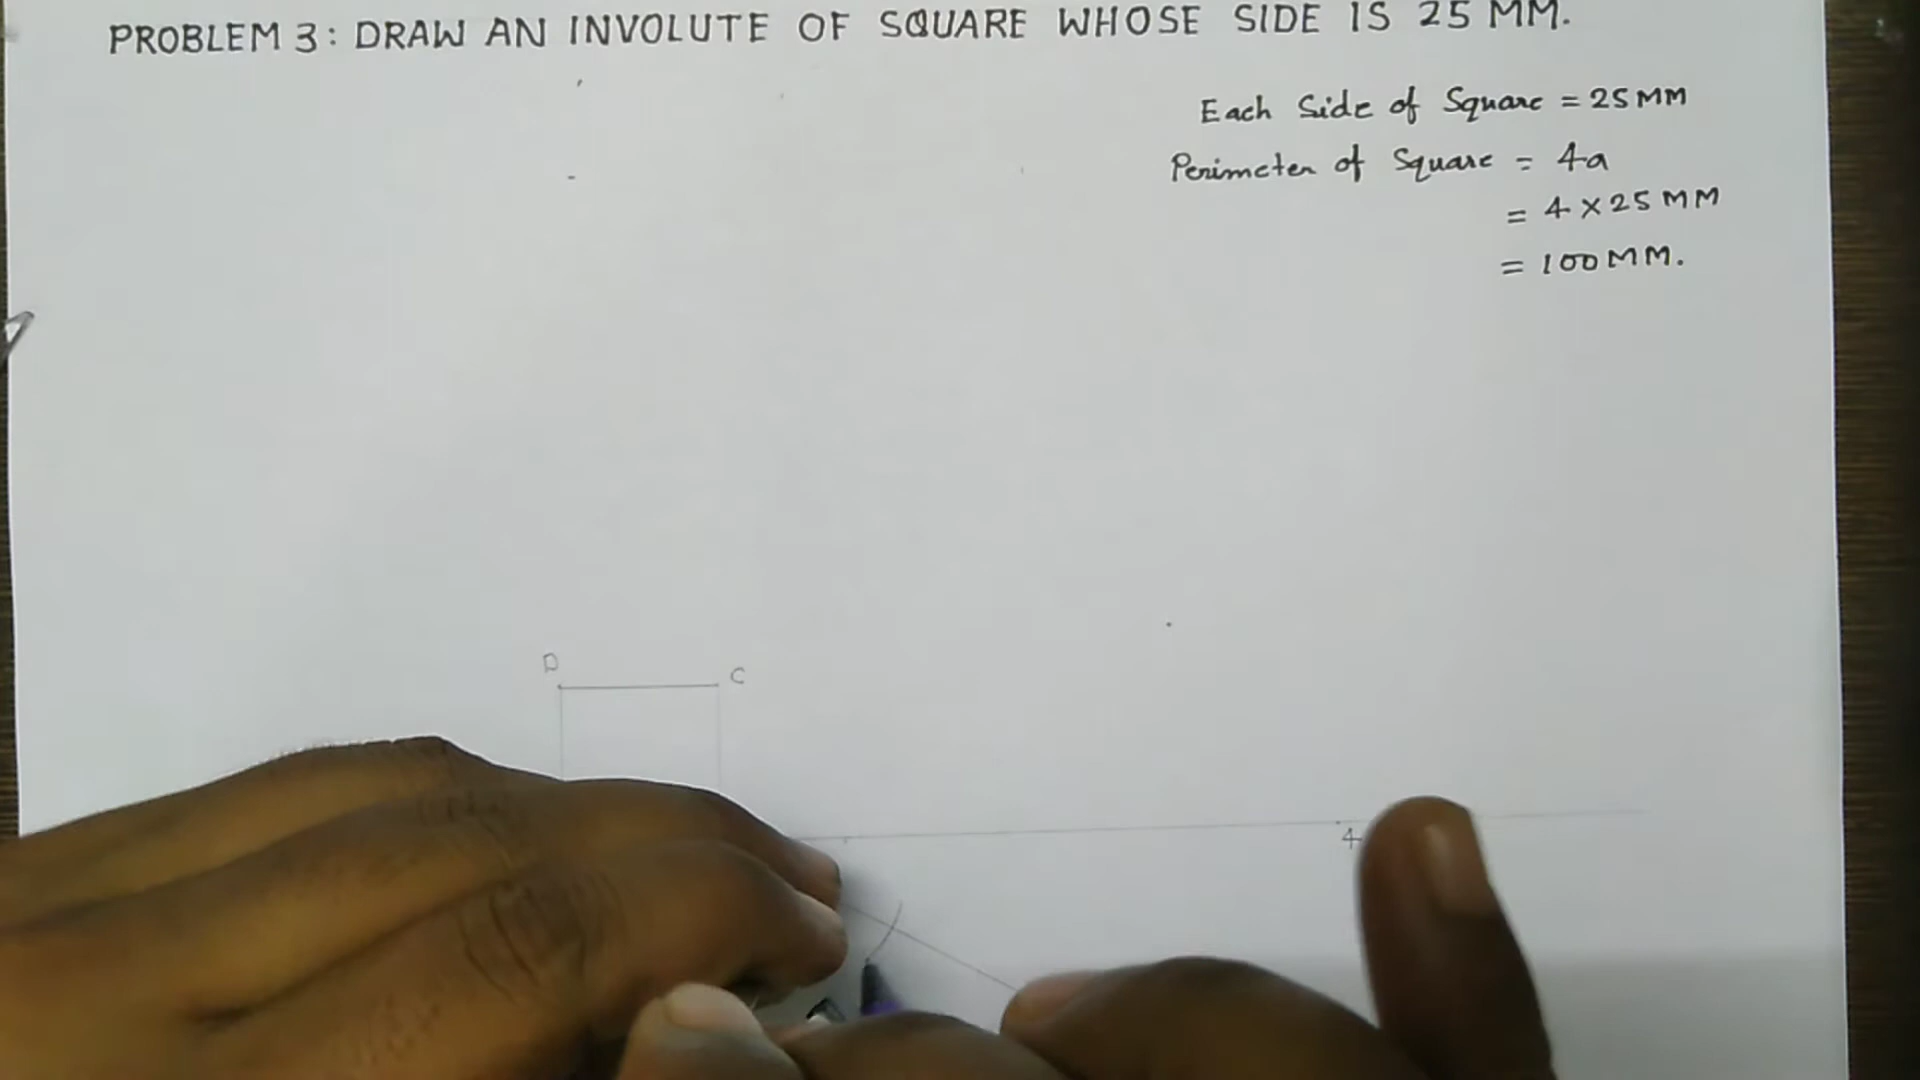 PROBLEM 3: DRAW AN INVOLUTE OF SQUARE WHOSE SIDE IS 25 MM.
Each Side of Square = 25MM
Perimeter of Square = 4a
= 4 × 25 MM
= 100 MM.
D
C
4